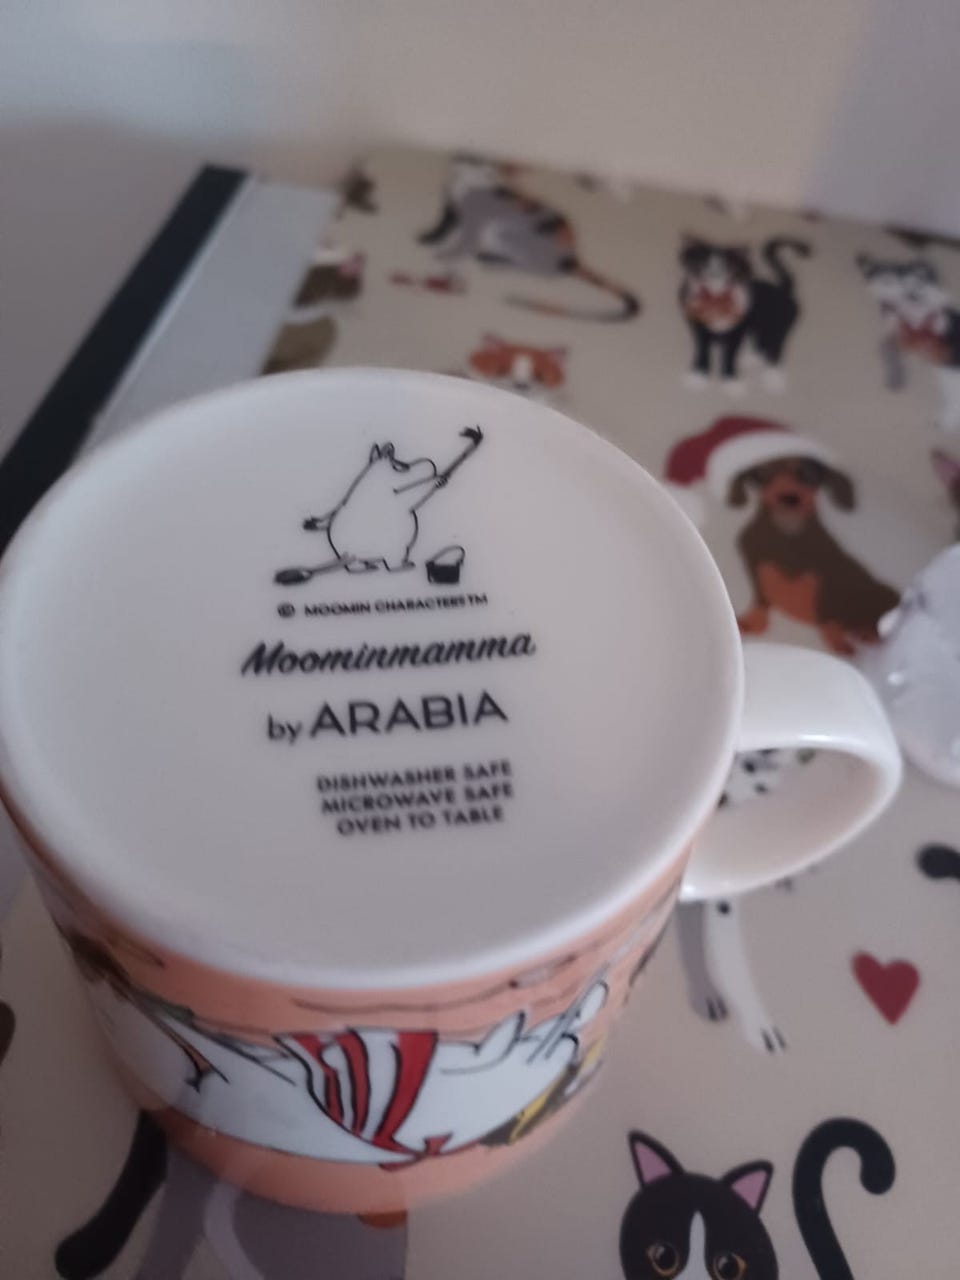 © MOOMIN CHARACTERS™
Moominmamma
by ARABIA
DISHWASHER SAFE
MICROWAVE SAFE
OVEN TO TABLE